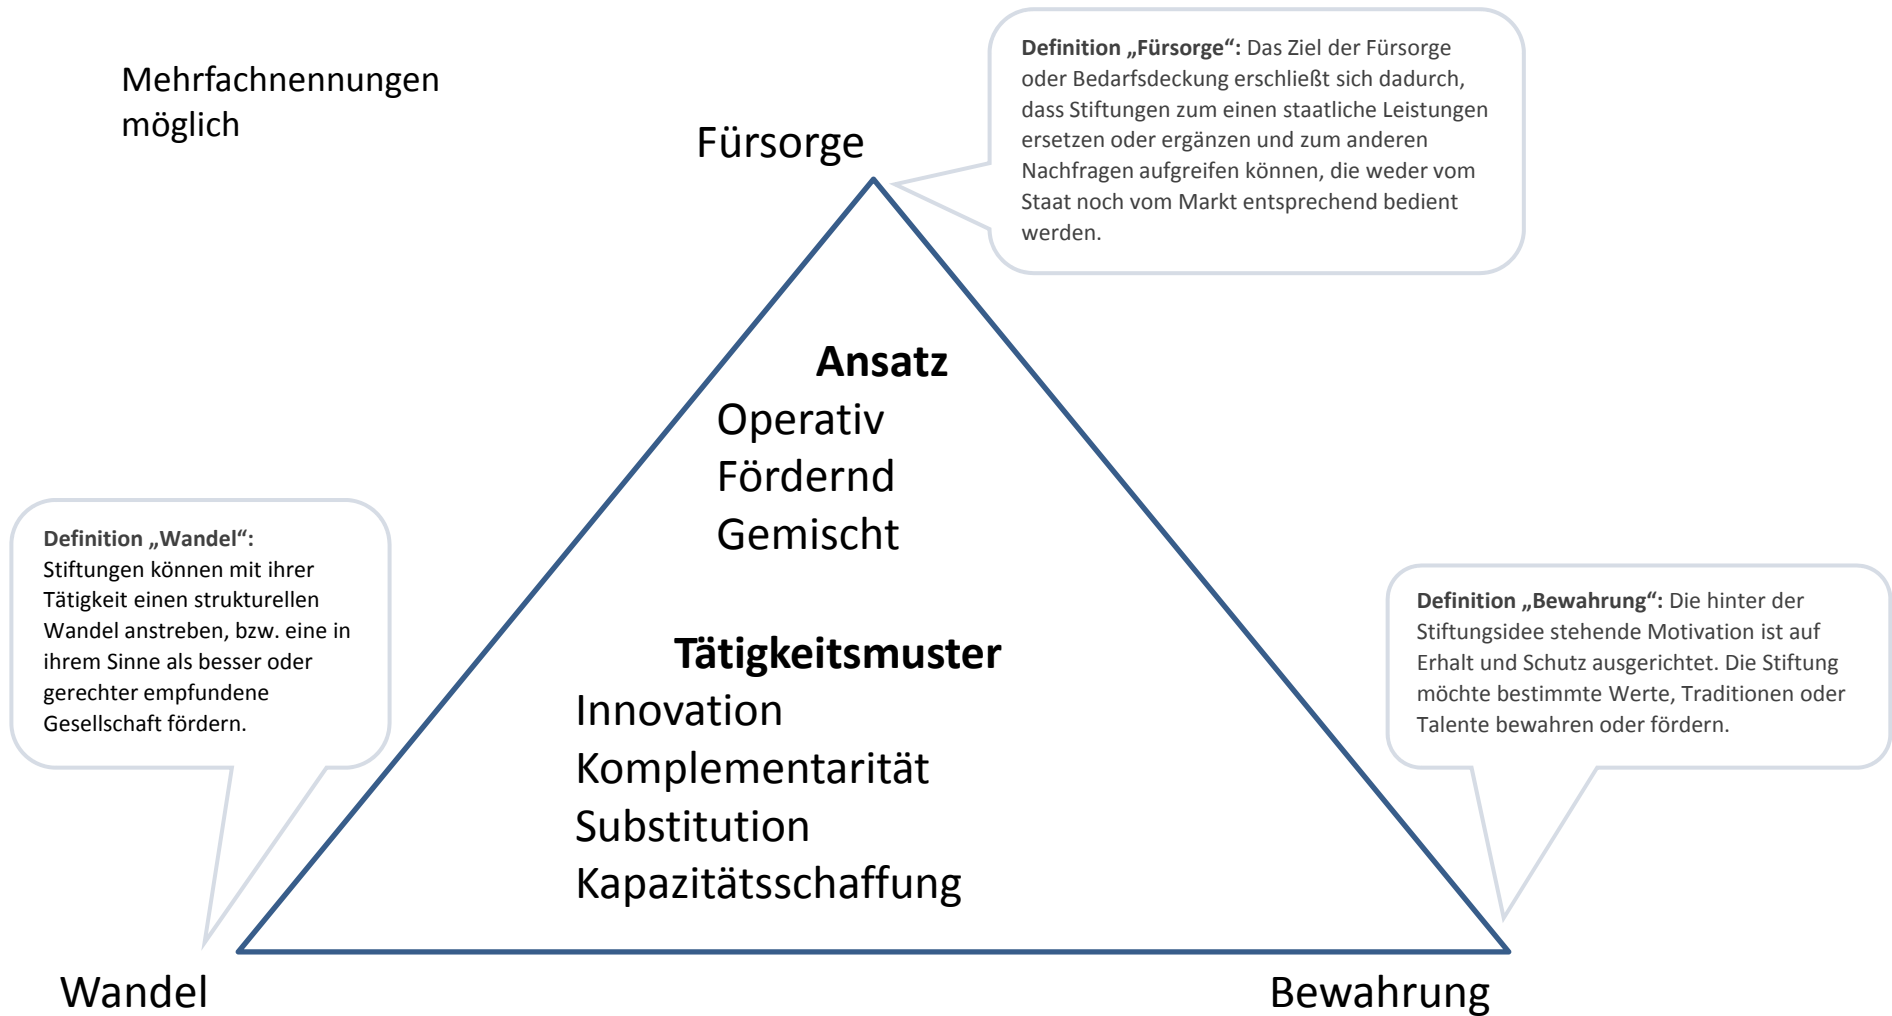 Mehrfachnennungen
möglich
Fürsorge
Definition „Fürsorge“: Das Ziel der Fürsorge
oder Bedarfsdeckung erschließt sich dadurch,
dass Stiftungen zum einen staatliche Leistungen
ersetzen oder ergänzen und zum anderen
Nachfragen aufgreifen können, die weder vom
Staat noch vom Markt entsprechend bedient
werden.
Ansatz
Operativ
Fördernd
Gemischt
Definition „Wandel“:
Stiftungen können mit ihrer
Tätigkeit einen strukturellen
Wandel anstreben, bzw. eine in
ihrem Sinne als besser oder
gerechter empfundene
Gesellschaft fördern.
Tätigkeitsmuster
Innovation
Komplementarität
Substitution
Kapazitätsschaffung
Definition „Bewahrung“: Die hinter der
Stiftungsidee stehende Motivation ist auf
Erhalt und Schutz ausgerichtet. Die Stiftung
möchte bestimmte Werte, Traditionen oder
Talente bewahren oder fördern.
Wandel
Bewahrung